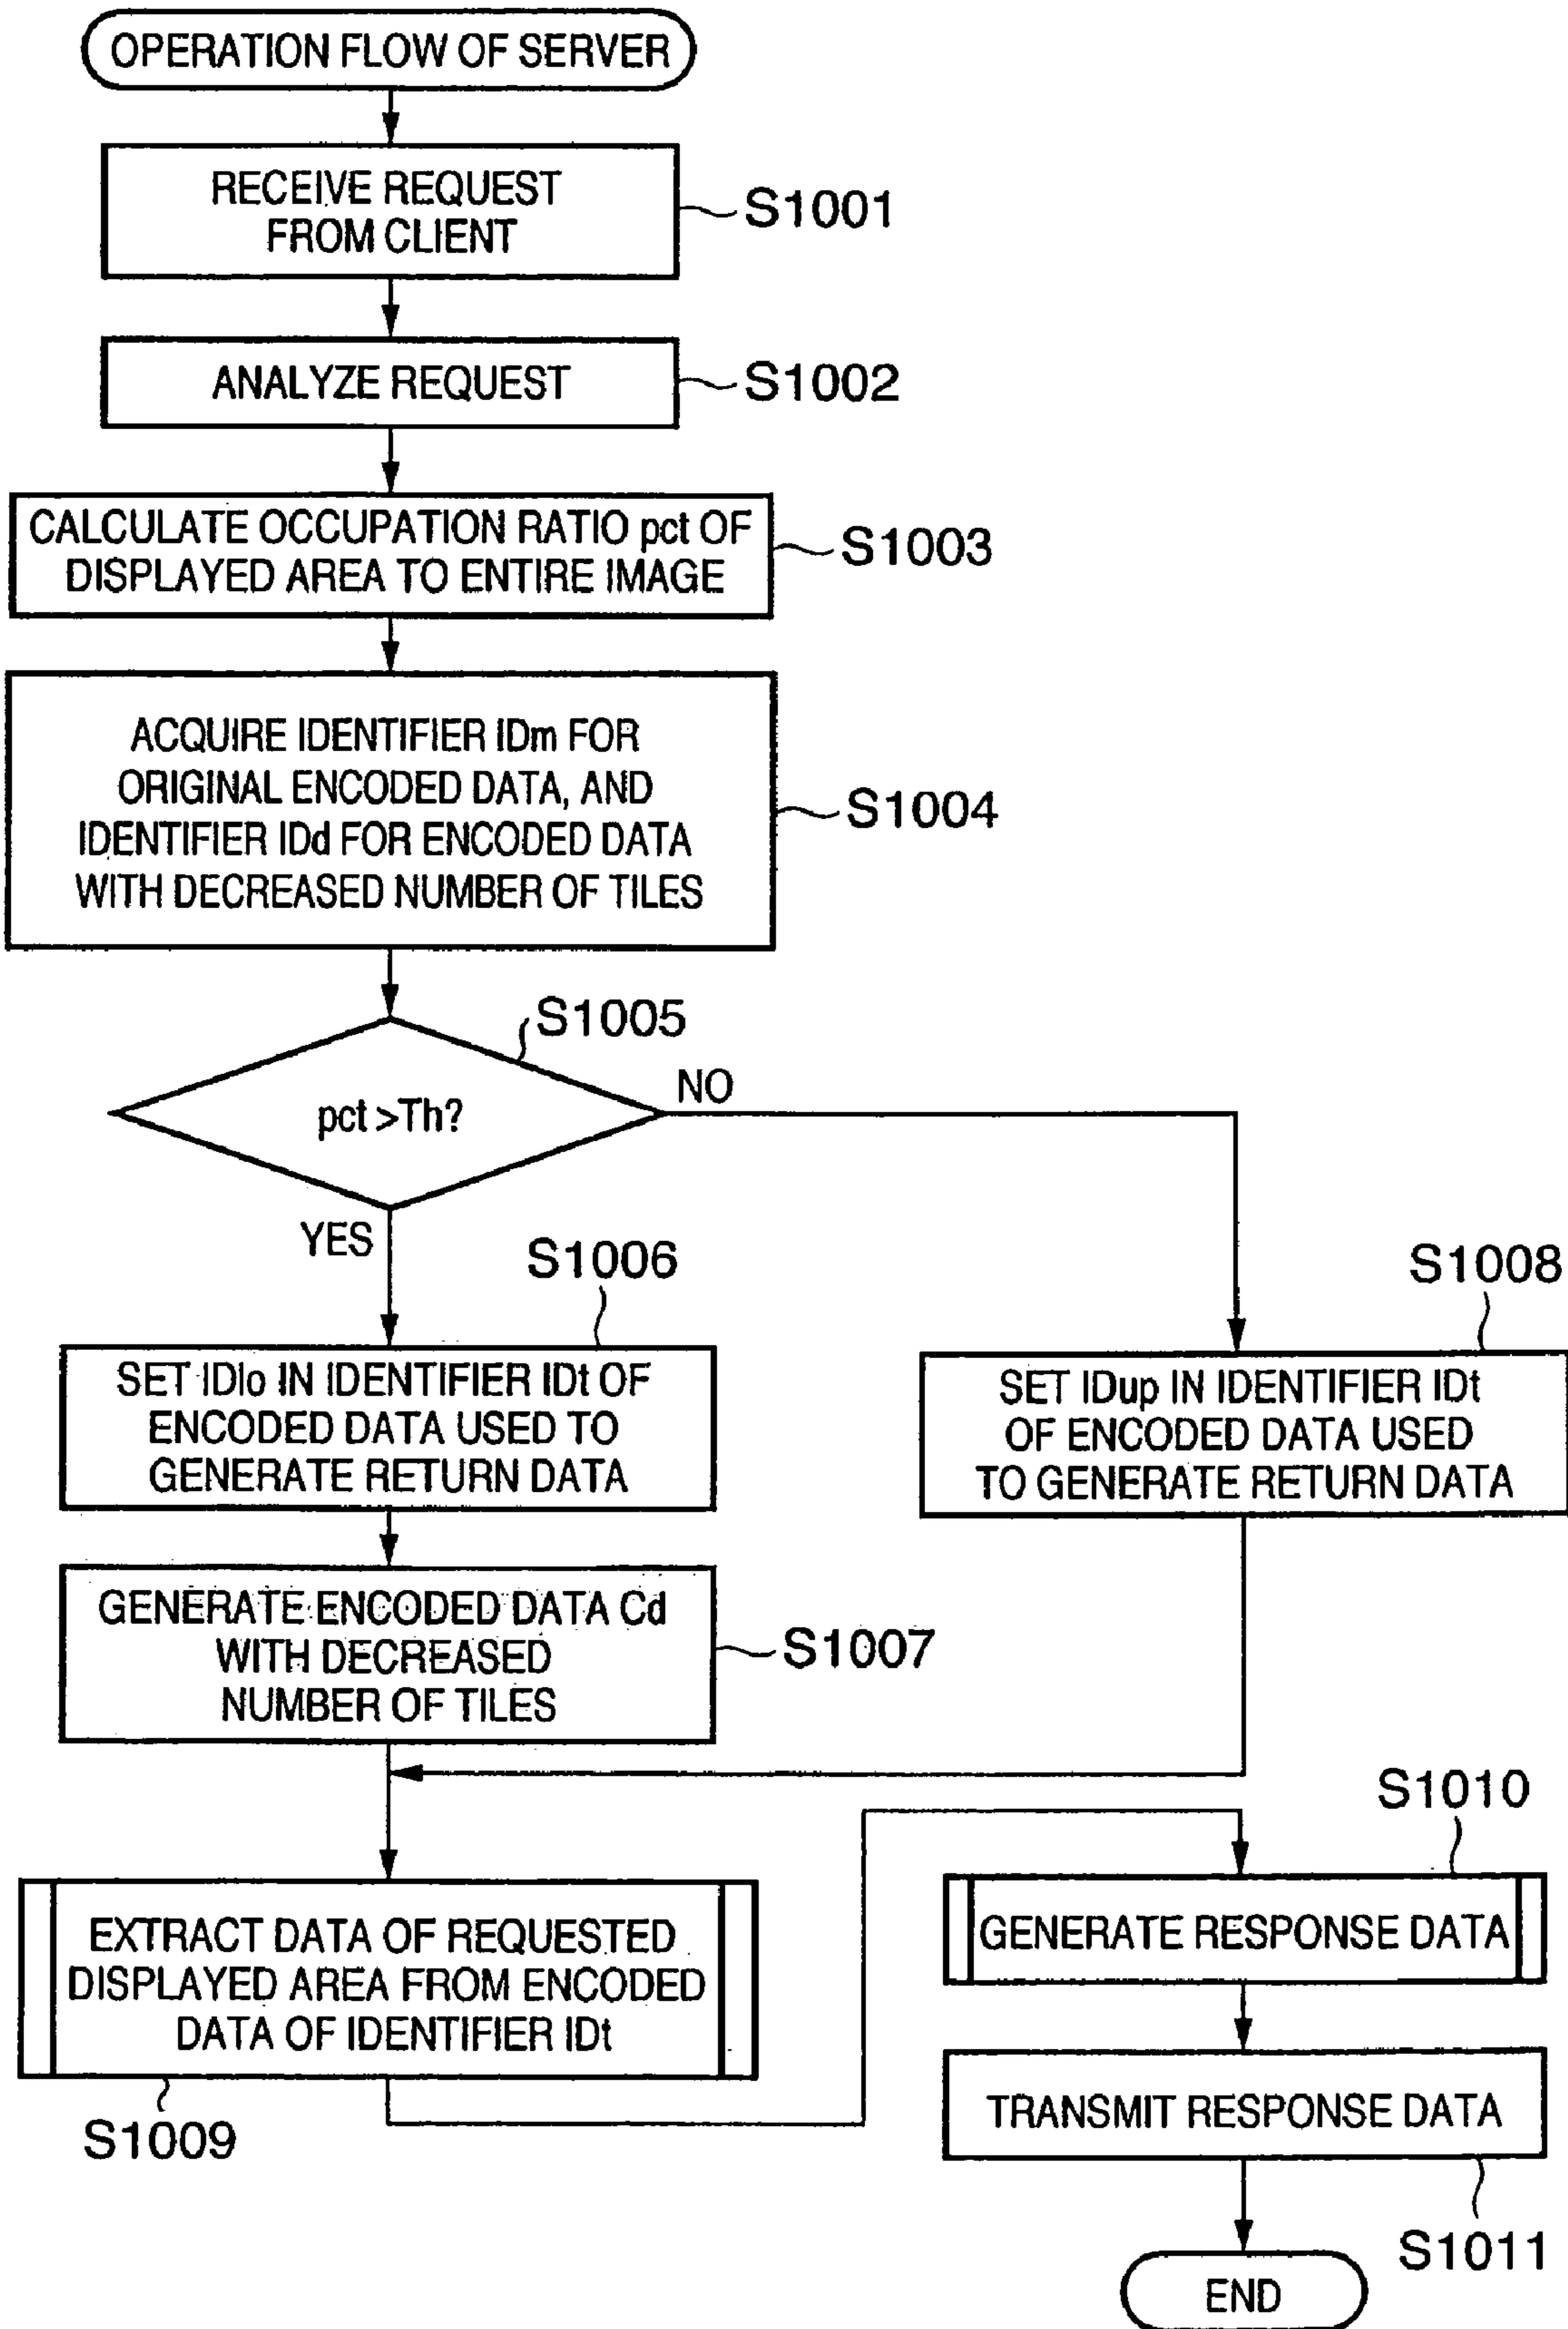 OPERATION FLOW OF SERVER
RECEIVE REQUEST
FROM CLIENT
S1001
ANALYZE REQUEST
S1002
CALCULATE OCCUPATION RATIO pct OF
DISPLAYED AREA TO ENTIRE IMAGE
S1003
ACQUIRE IDENTIFIER IDm FOR
ORIGINAL ENCODED DATA, AND
IDENTIFIER IDd FOR ENCODED DATA
WITH DECREASED NUMBER OF TILES
S1004
S1005
pct >Th?
NO
YES
S1006
SET IDlo IN IDENTIFIER IDt OF
ENCODED DATA USED TO
GENERATE RETURN DATA
S1008
SET IDup IN IDENTIFIER IDt
OF ENCODED DATA USED
TO GENERATE RETURN DATA
GENERATE ENCODED DATA Cd
WITH DECREASED
NUMBER OF TILES
S1007
EXTRACT DATA OF REQUESTED
DISPLAYED AREA FROM ENCODED
DATA OF IDENTIFIER IDt
S1009
S1010
GENERATE RESPONSE DATA
TRANSMIT RESPONSE DATA
S1011
END